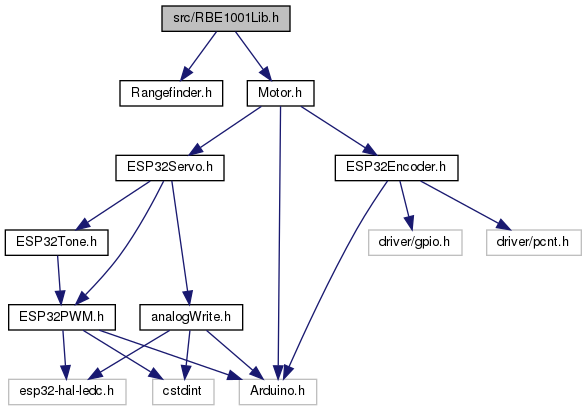 src/RBE1001Lib.h
Rangefinder.h
Motor.h
ESP32Servo.h
ESP32Encoder.h
ESP32Tone.h
driver/gpio.h
driver/pcnt.h
ESP32PWM.h
analogWrite.h
esp32-hal-ledc.h
cstdint
Arduino.h